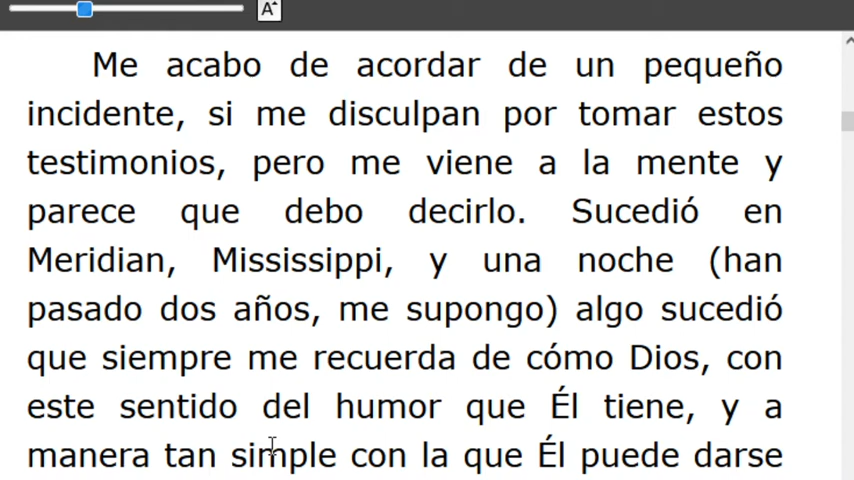 A
Me acabo de acordar de un pequeño
incidente, si me disculpan por tomar estos
testimonios, pero me viene a la mente y
parece que debo decirlo. Sucedió en
Meridian, Mississippi, y una noche (han
pasado dos años, me supongo) algo sucedió
que siempre me recuerda de cómo Dios, con
este sentido del humor que Él tiene, y a
manera tan simple con la que Él puede darse